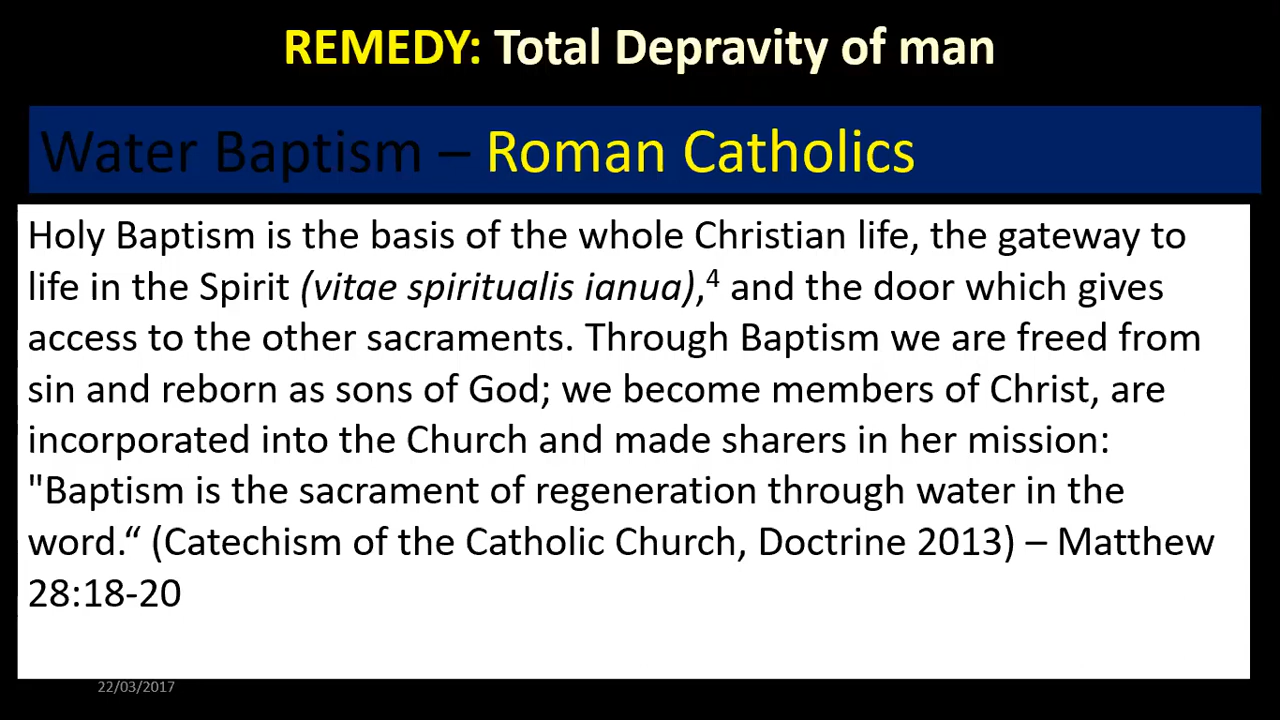 REMEDY: Total Depravity of man
Water Baptism – Roman Catholics
Holy Baptism is the basis of the whole Christian life, the gateway to
life in the Spirit (vitae spiritualis ianua),⁴ and the door which gives
access to the other sacraments. Through Baptism we are freed from
sin and reborn as sons of God; we become members of Christ, are
incorporated into the Church and made sharers in her mission:
"Baptism is the sacrament of regeneration through water in the
word.“ (Catechism of the Catholic Church, Doctrine 2013) – Matthew
28:18-20
22/03/2017